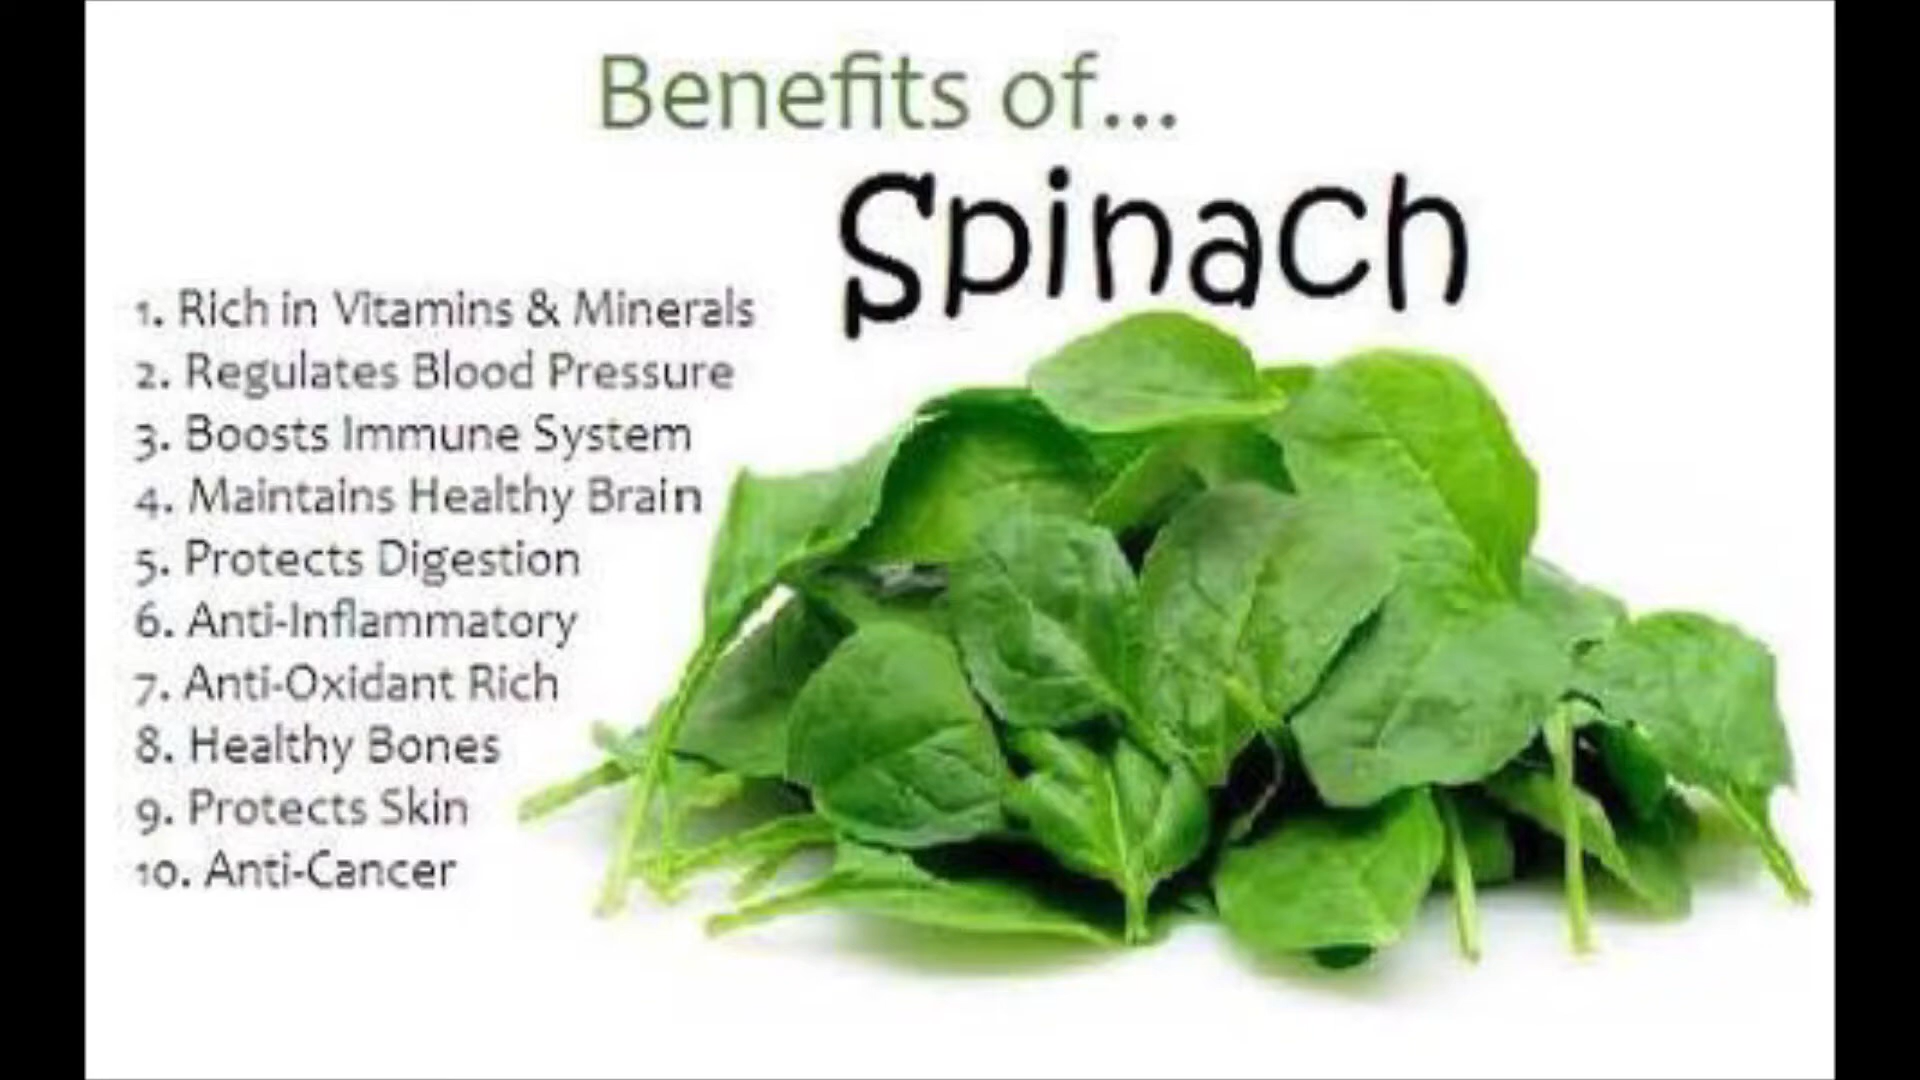 Benefits of...
Spinach
1. Rich in Vitamins & Minerals
2. Regulates Blood Pressure
3. Boosts Immune System
4. Maintains Healthy Brain
5. Protects Digestion
6. Anti-Inflammatory
7. Anti-Oxidant Rich
8. Healthy Bones
9. Protects Skin
10. Anti-Cancer